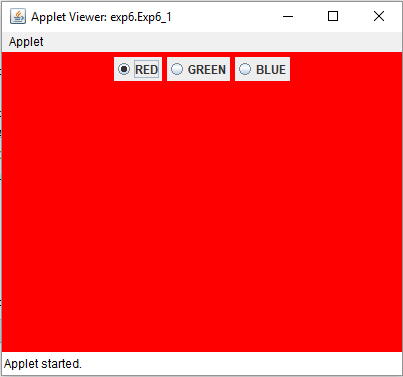 Applet Viewer: exp6.Exp6_1
Applet
RED GREEN BLUE
Applet started.